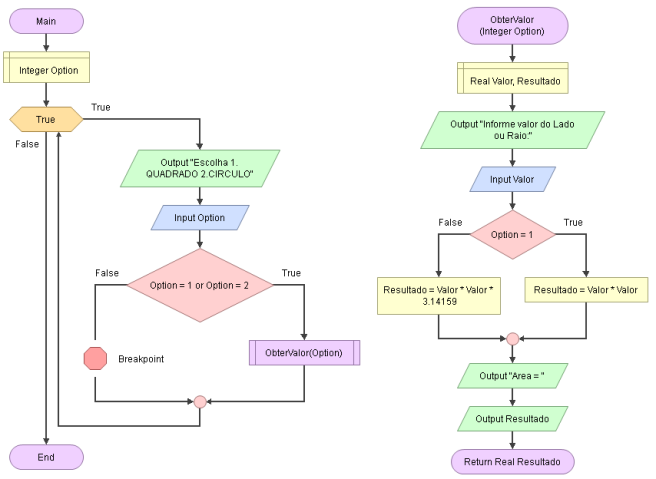 Main
Integer Option
True
True
False
Output "Escolha 1.
QUADRADO 2.CIRCULO"
Input Option
False
Option = 1 or Option = 2
True
Breakpoint
ObterValor(Option)
End
ObterValor
(Integer Option)
Real Valor, Resultado
Output "Informe valor do Lado
ou Raio:"
Input Valor
False
Option = 1
True
Resultado = Valor * Valor *
3.14159
Resultado = Valor * Valor
Output "Area = "
Output Resultado
Return Real Resultado